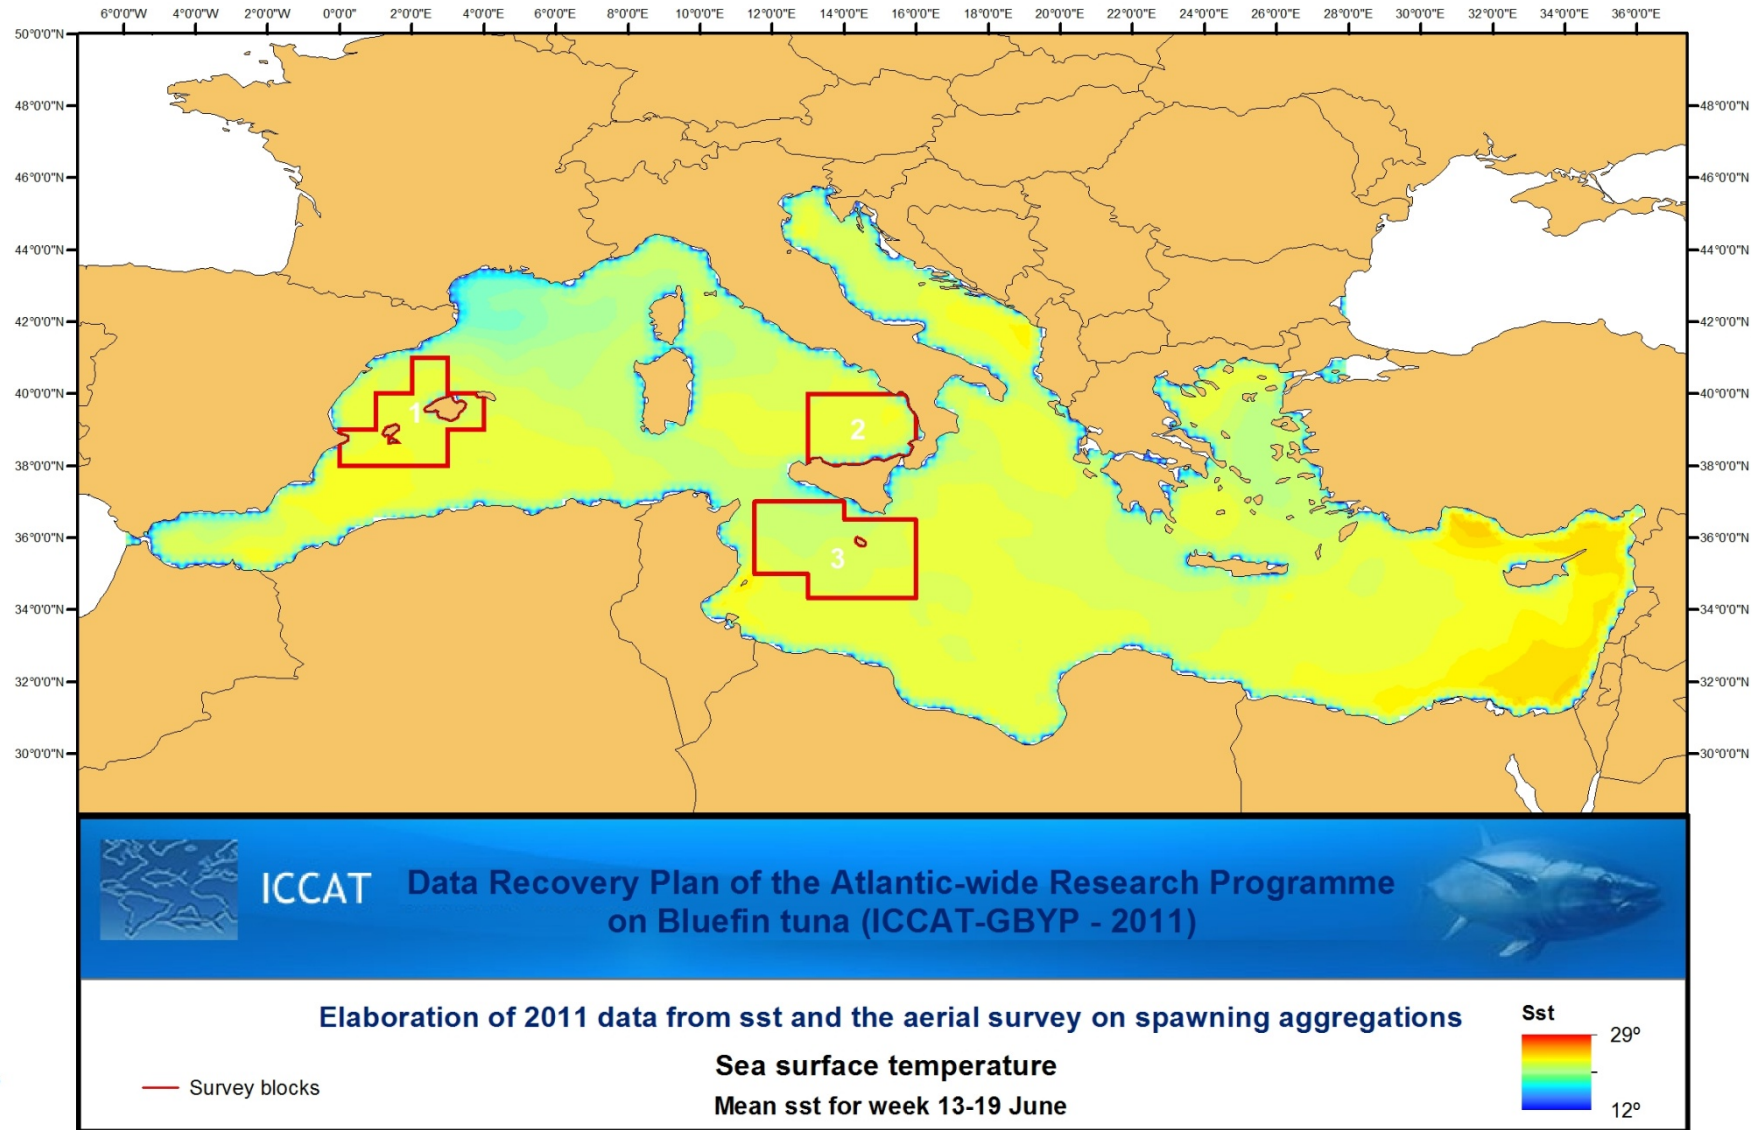 6°0'0"W 4°0'0"W 2°0'0"W 0°0'0" 2°0'0"E 4°0'0"E 6°0'0"E 8°0'0"E 10°0'0"E 12°0'0"E 14°0'0"E 16°0'0"E 18°0'0"E 20°0'0"E 22°0'0"E 24°0'0"E 26°0'0"E 28°0'0"E 30°0'0"E 32°0'0"E 34°0'0"E 36°0'0"E
50°0'0"N
48°0'0"N 48°0'0"N
46°0'0"N 46°0'0"N
44°0'0"N 44°0'0"N
42°0'0"N 42°0'0"N
40°0'0"N 40°0'0"N
1
2
38°0'0"N 38°0'0"N
36°0'0"N 36°0'0"N
3
34°0'0"N 34°0'0"N
32°0'0"N 32°0'0"N
30°0'0"N 30°0'0"N
ICCAT
Data Recovery Plan of the Atlantic-wide Research Programme
on Bluefin tuna (ICCAT-GBYP - 2011)
Elaboration of 2011 data from sst and the aerial survey on spawning aggregations
Sea surface temperature
Mean sst for week 13-19 June
Survey blocks
Sst
29º
12º